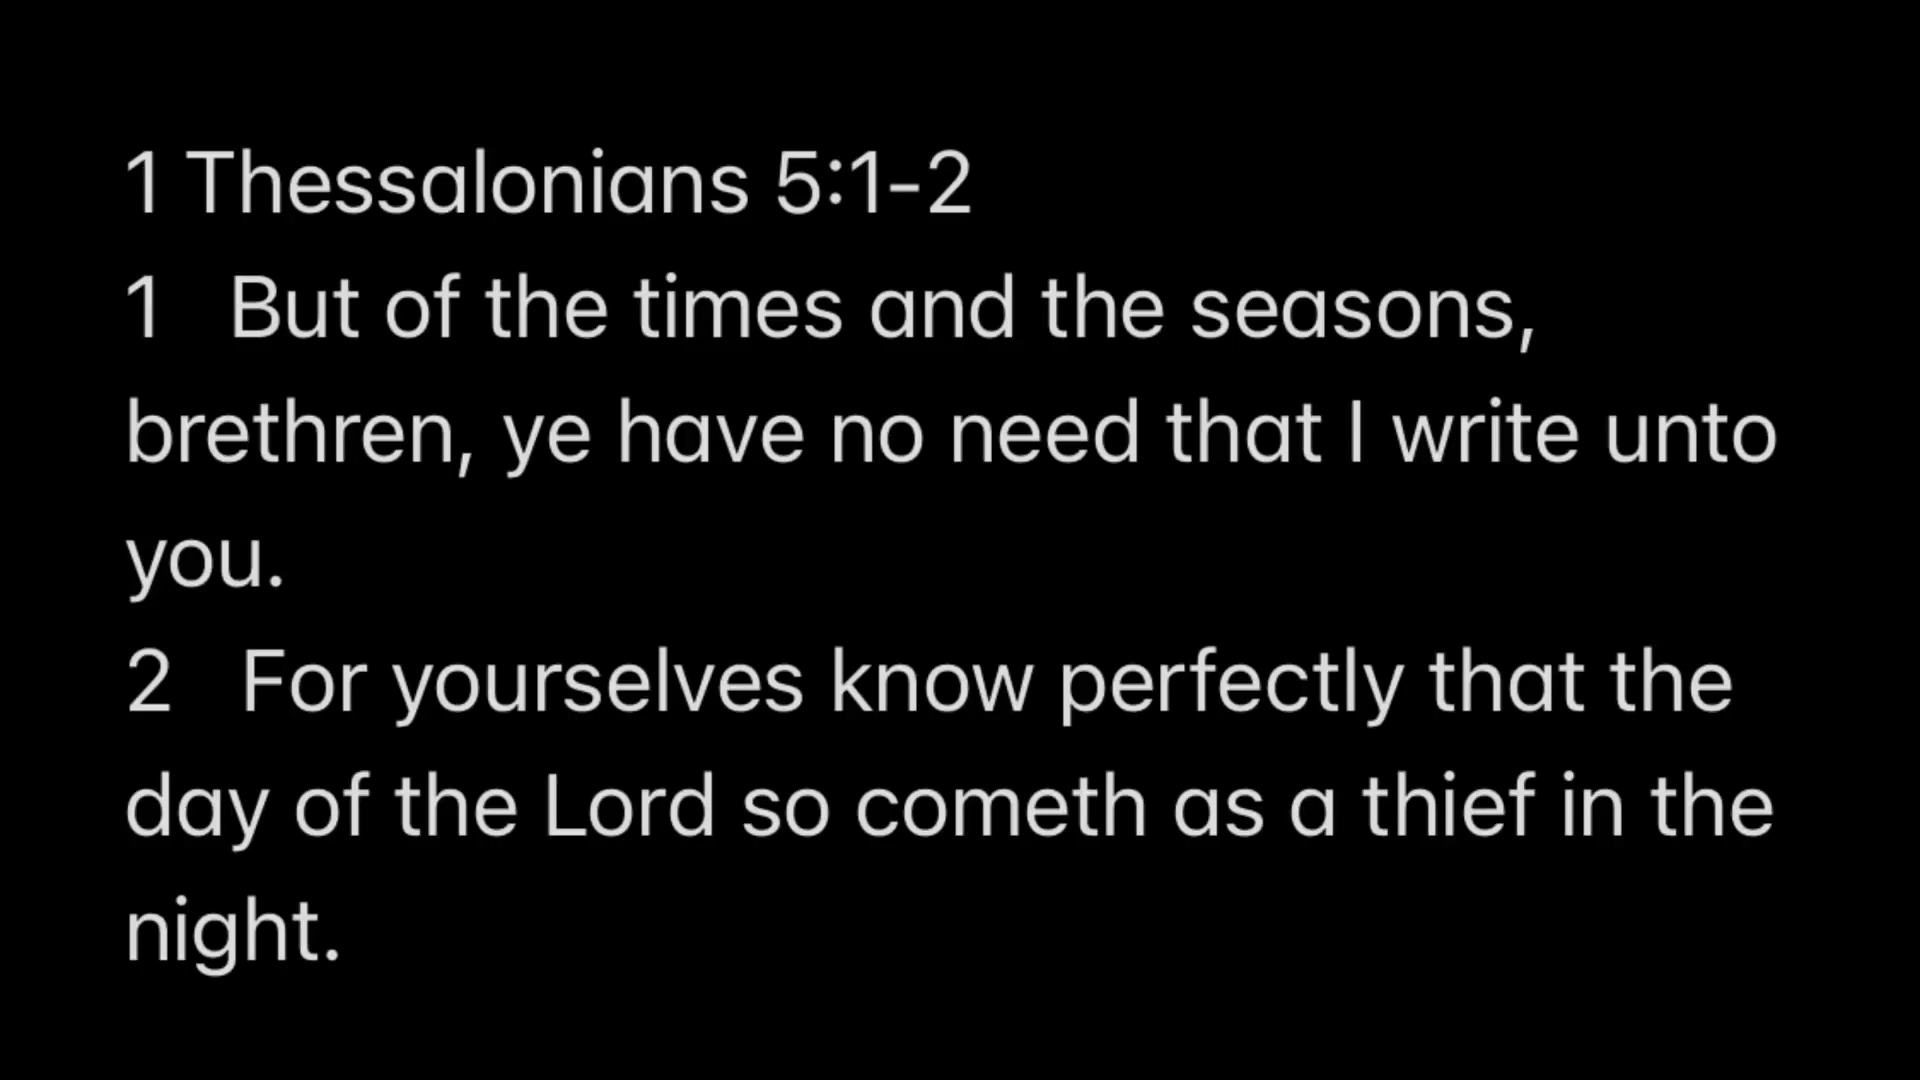 1 Thessalonians 5:1-2
1 But of the times and the seasons,
brethren, ye have no need that I write unto
you.
2 For yourselves know perfectly that the
day of the Lord so cometh as a thief in the
night.